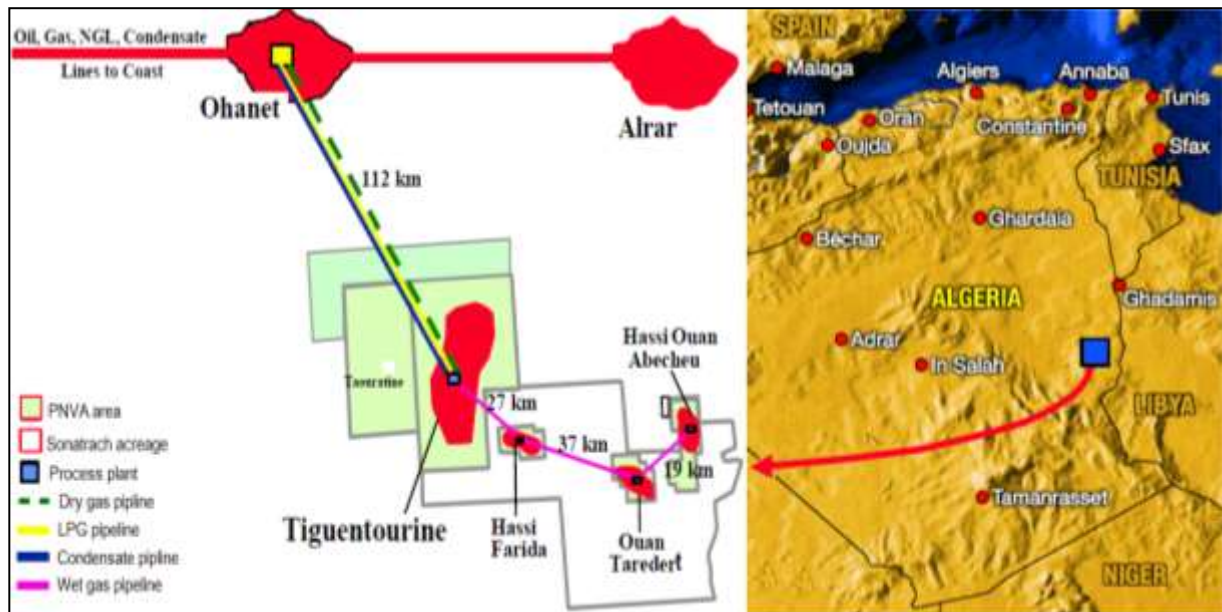 Oil, Gas, NGL, Condensate
Lines to Coast
Ohanet
Alrar
112 km
Hassi Ouan
Abecheu
27 km
37 km
19 km
Tiguentourine
Hassi
Farida
Ouan
Taredert
PNVA area
Sonatrach acreage
Process plant
Dry gas pipline
LPG pipeline
Condensate pipline
Wet gas pipeline
SPAIN
Malaga
Algiers
Annaba
Tunis
Tetouan
Oran
Constantine
Oujda
Sfax
TUNISIA
Ghardaia
Béchar
ALGERIA
Ghadamis
Adrar
In Salah
LIBYA
Tamanrasset
NIGER